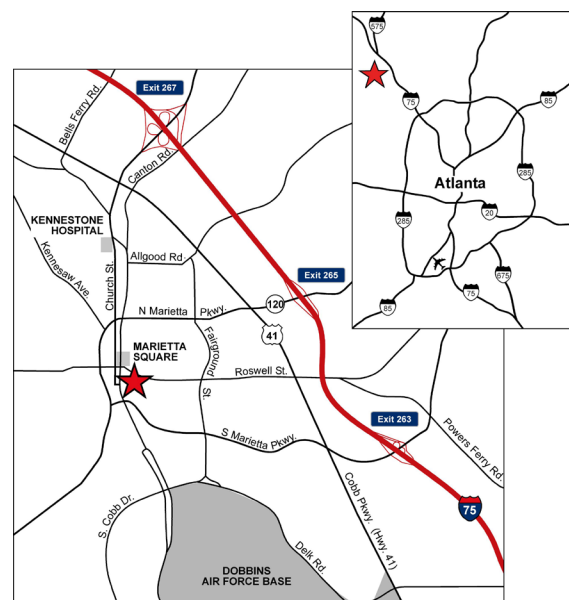 575
75
85
285
Atlanta
20
285
675
75
85
Exit 267
Bells Ferry Rd.
Canton Rd.
KENNESTONE
HOSPITAL
Kennesaw Ave.
Church St.
Allgood Rd.
Exit 265
120
N Marietta Pkwy.
41
MARIETTA
SQUARE
Fairground St.
Roswell St.
Exit 263
S Marietta Pkwy.
Powers Ferry Rd.
75
S. Cobb Dr.
Cobb Pkwy. (Hwy. 41)
Delk Rd.
DOBBINS
AIR FORCE BASE